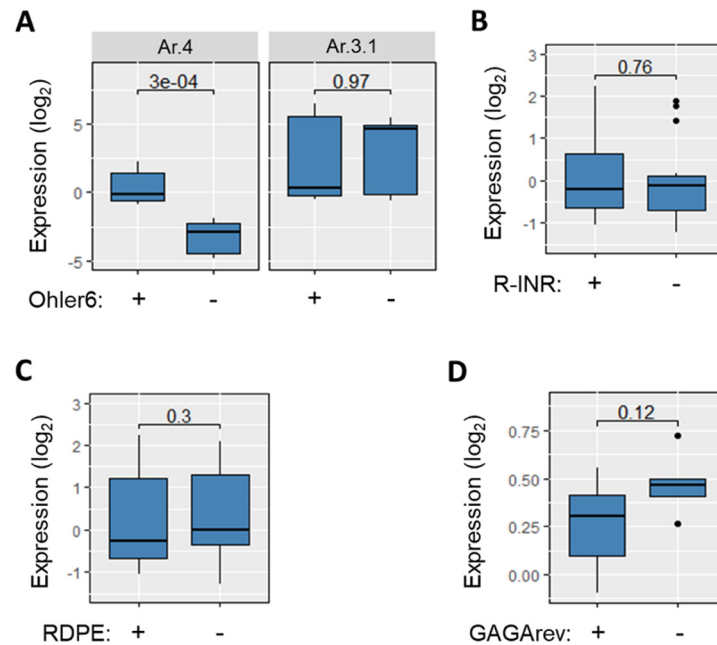 A
Ar.4
Ar.3.1
Expression (log₂)
5
0
-5
3e-04
0.97
Ohler6: + - + -
B
Expression (log₂)
3
2
1
0
-1
0.76
R-INR: + -
C
Expression (log₂)
3
2
1
0
-1
0.3
RDPE: + -
D
Expression (log₂)
0.75
0.50
0.25
0.00
0.12
GAGArev: + -